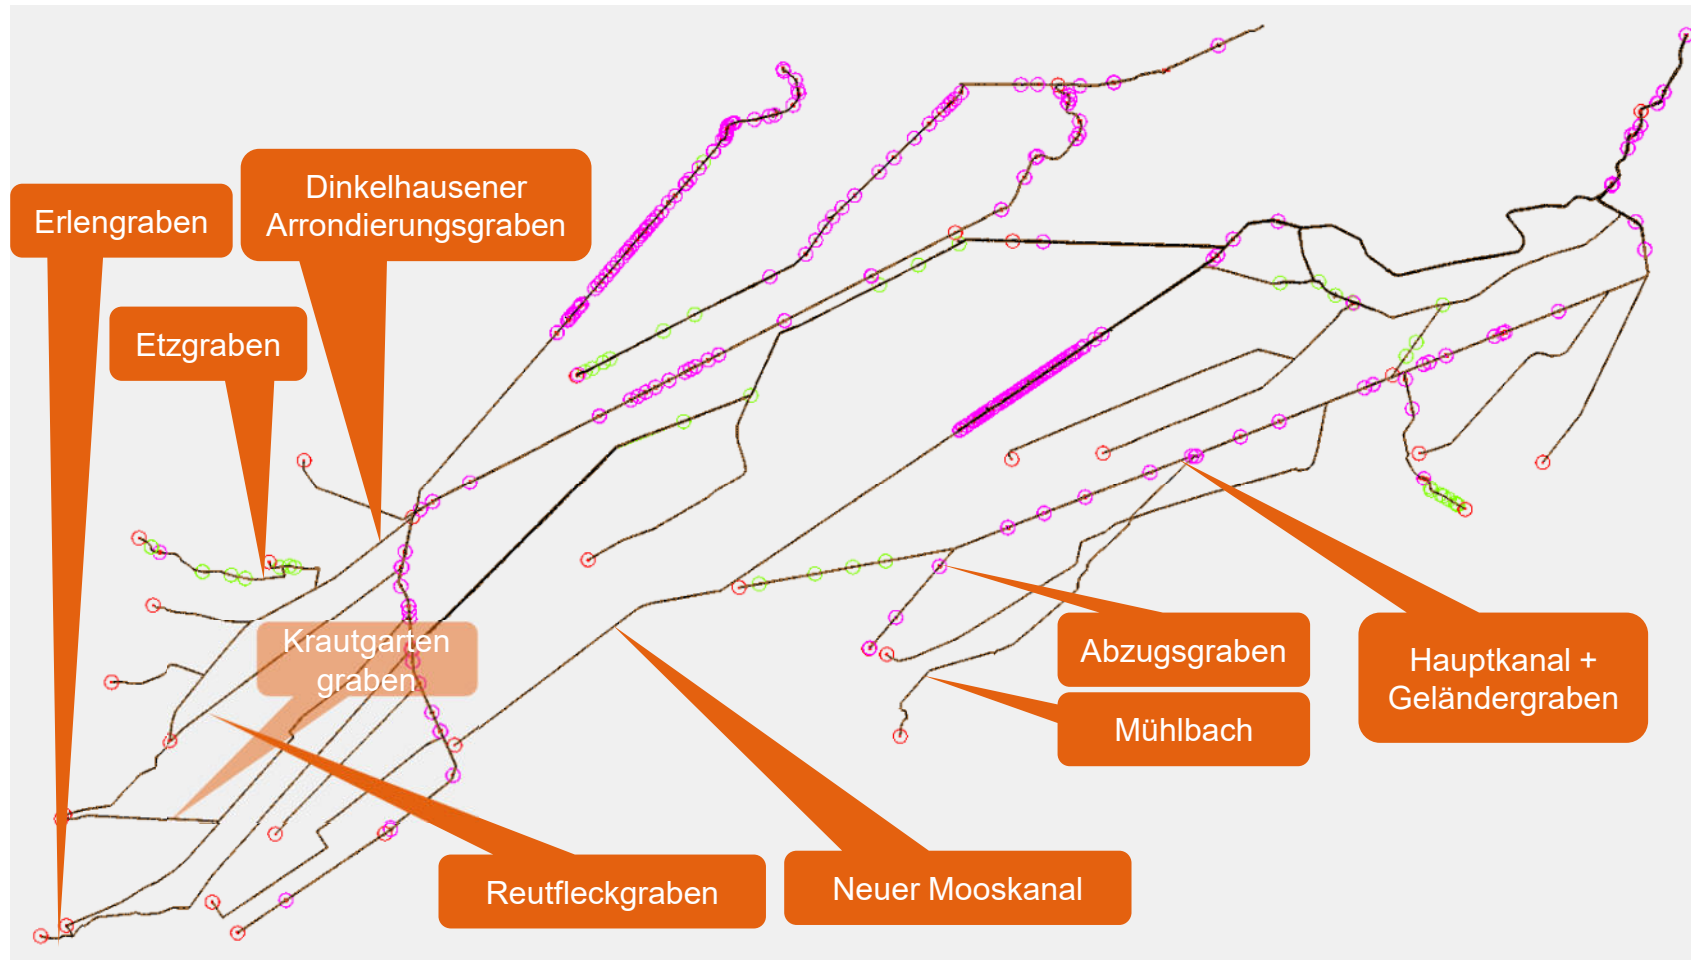 Dinkelhausener
Arrondierungsgraben
Erlengraben
Etzgraben
Krautgarten
graben
Abzugsgraben
Hauptkanal +
Geländergraben
Mühlbach
Reutfleckgraben
Neuer Mooskanal